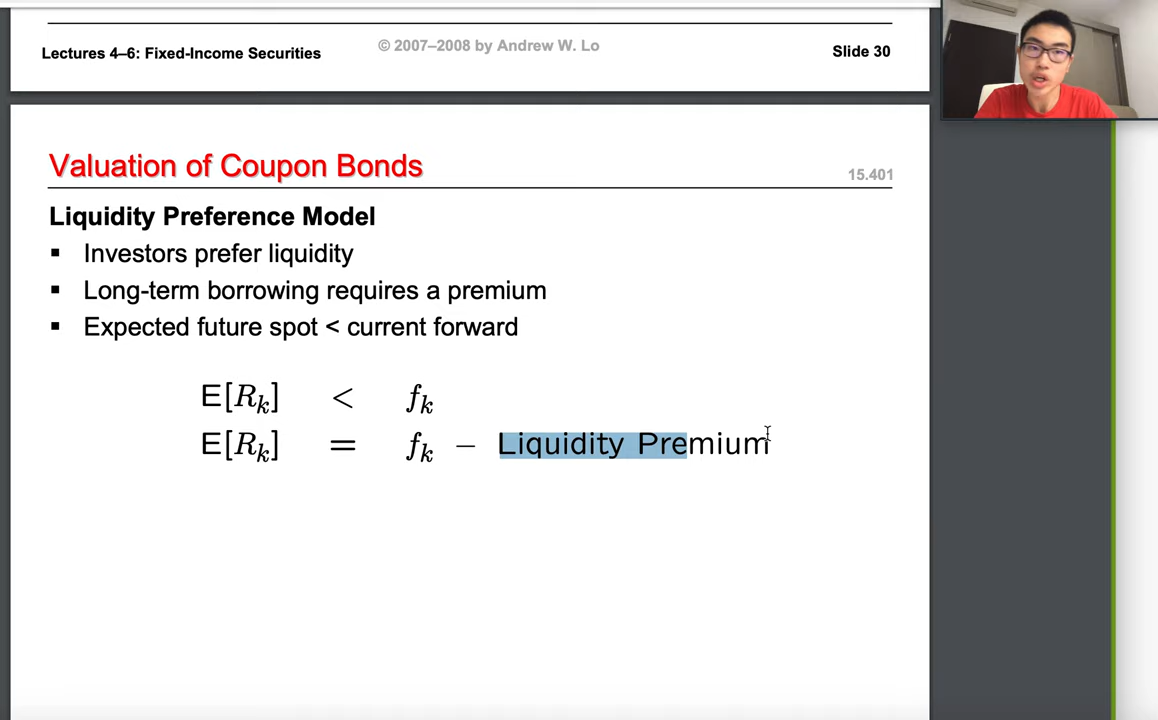 Lectures 4–6: Fixed-Income Securities
© 2007–2008 by Andrew W. Lo
Slide 30
Valuation of Coupon Bonds
15.401
Liquidity Preference Model
▪ Investors prefer liquidity
▪ Long-term borrowing requires a premium
▪ Expected future spot < current forward
E[R_k] < f_k
E[R_k] = f_k − Liquidity Premium